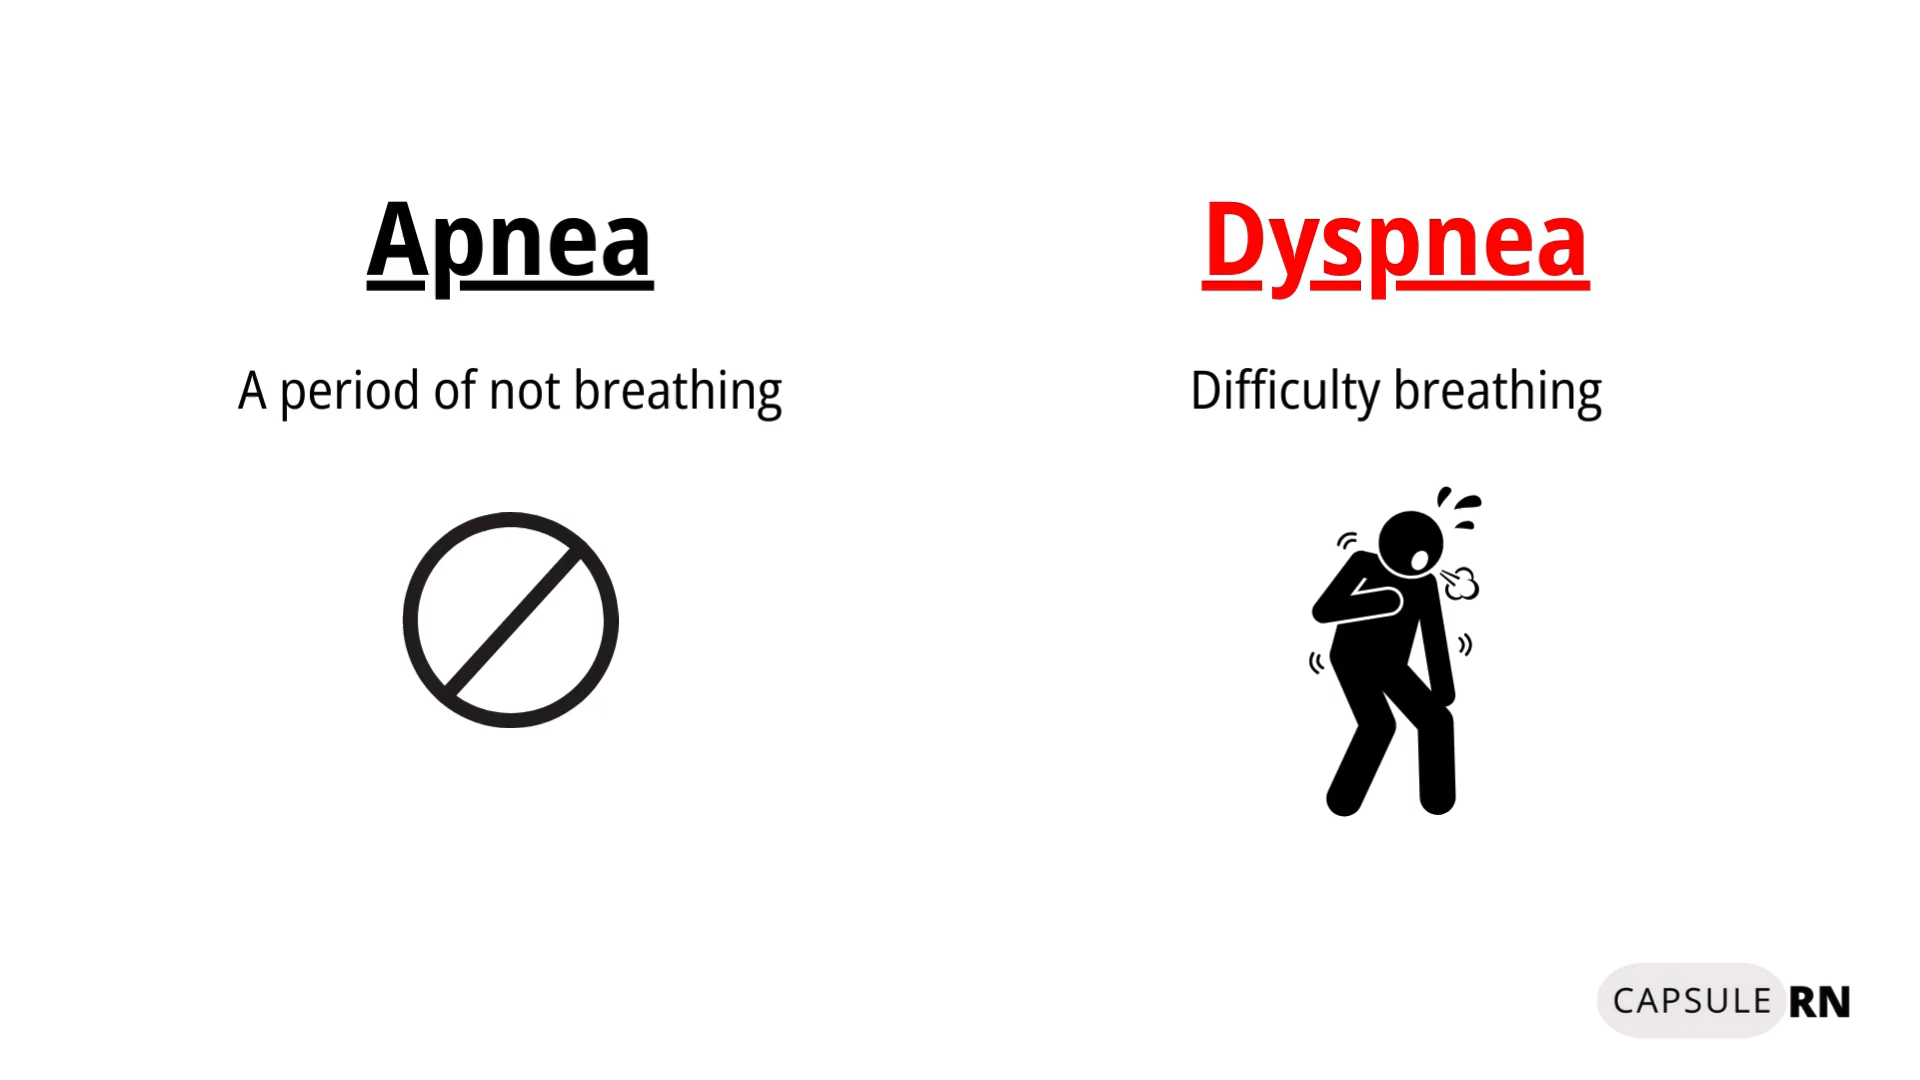 Apnea
A period of not breathing
Dyspnea
Difficulty breathing
CAPSULE RN